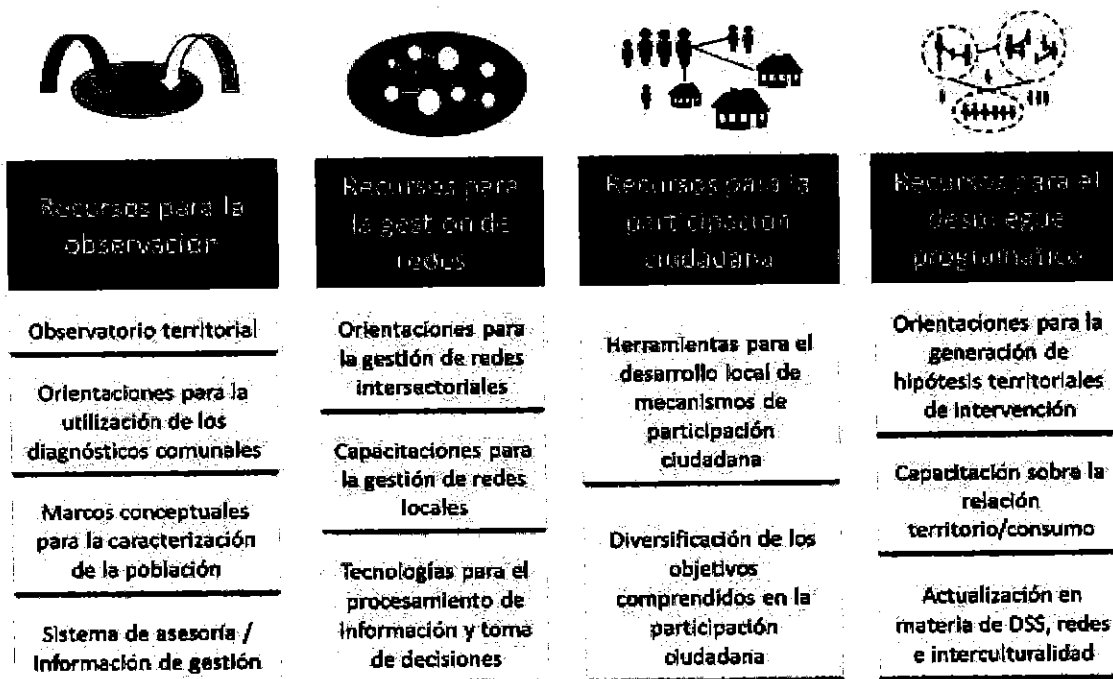 Recursos para la
observación
Observatorio territorial
Orientaciones para la
utilización de los
diagnósticos comunales
Marcos conceptuales
para la caracterización
de la población
Sistema de asesoría /
Información de gestión
Recursos para
la gestión de
redes
Orientaciones para
la gestión de redes
intersectoriales
Capacitaciones para
la gestión de redes
locales
Tecnologías para el
procesamiento de
información y toma
de decisiones
Recursos para la
participación
ciudadana
Herramientas para el
desarrollo local de
mecanismos de
participación
ciudadana
Diversificación de los
objetivos
comprendidos en la
participación
ciudadana
Recursos para el
despliegue
programático
Orientaciones para la
generación de
hipótesis territoriales
de intervención
Capacitación sobre la
relación
territorio/consumo
Actualización en
materia de DSS, redes
e interculturalidad